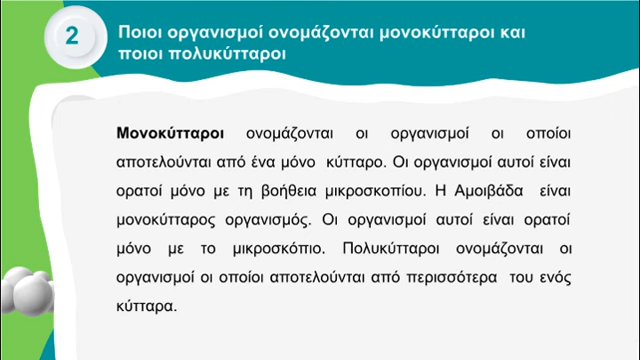 2
Ποιοι οργανισμοί ονομάζονται μονοκύτταροι και
ποιοι πολυκύτταροι
Μονοκύτταροι ονομάζονται οι οργανισμοί οι οποίοι
αποτελούνται από ένα μόνο κύτταρο. Οι οργανισμοί αυτοί είναι
ορατοί μόνο με τη βοήθεια μικροσκοπίου. Η Αμοιβάδα είναι
μονοκύτταρος οργανισμός. Οι οργανισμοί αυτοί είναι ορατοί
μόνο με το μικροσκόπιο. Πολυκύτταροι ονομάζονται οι
οργανισμοί οι οποίοι αποτελούνται από περισσότερα του ενός
κύτταρα.